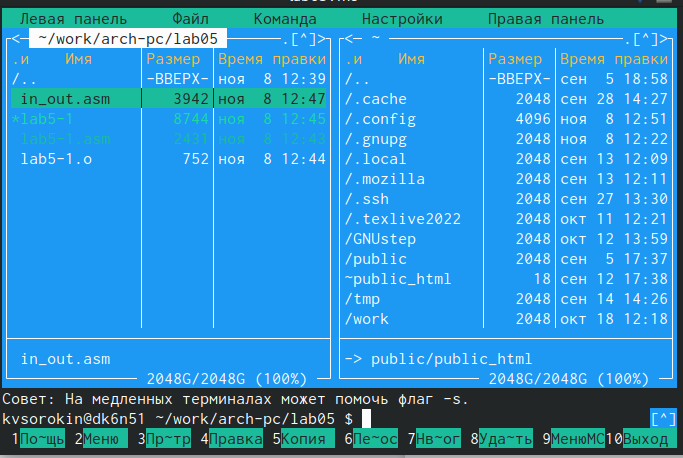 Левая панель Файл Команда Настройки Правая панель
<─ ~/work/arch-pc/lab05 .[^]>
.и Имя Размер Время правки
/.. -ВВЕРХ- ноя 8 12:39
in_out.asm 3942 ноя 8 12:47
*lab5-1 8744 ноя 8 12:45
lab5-1.asm 2431 ноя 8 12:43
lab5-1.o 752 ноя 8 12:44
in_out.asm
2048G/2048G (100%)
<─ ~ .[^]>
.и Имя Размер Время правки
/.. -ВВЕРХ- сен 5 18:58
/.cache 2048 сен 28 14:27
/.config 4096 ноя 8 12:51
/.gnupg 2048 ноя 8 12:22
/.local 2048 сен 13 12:09
/.mozilla 2048 сен 13 12:11
/.ssh 2048 сен 27 13:30
/.texlive2022 2048 окт 11 12:21
/GNUstep 2048 окт 12 13:59
/public 2048 сен 5 17:37
~public_html 18 сен 12 17:38
/tmp 2048 сен 14 14:26
/work 2048 окт 18 12:18
-> public/public_html
2048G/2048G (100%)
Совет: На медленных терминалах может помочь флаг -s.
kvsorokin@dk6n51 ~/work/arch-pc/lab05 $ [^]
1По~щь 2Меню 3Пр~тр 4Правка 5Копия 6Пе~ос 7Нв~ог 8Уда~ть 9МенюMC 10Выход